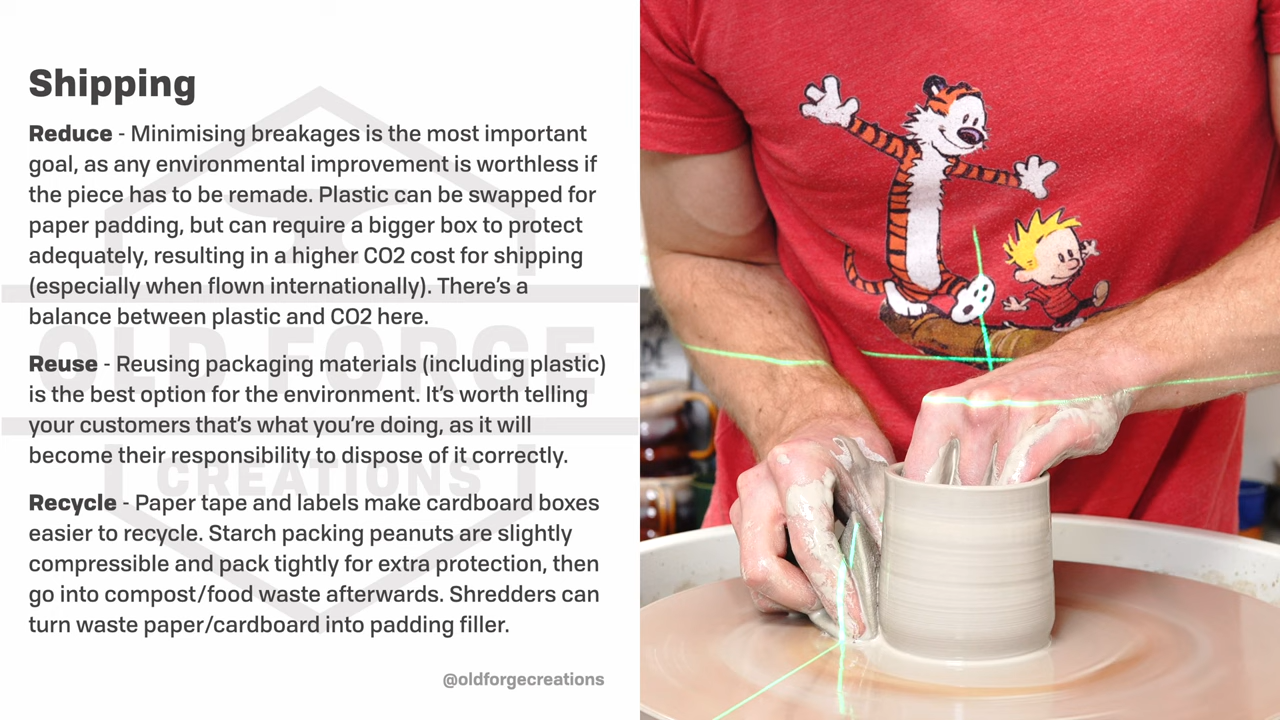 Shipping
Reduce - Minimising breakages is the most important
goal, as any environmental improvement is worthless if
the piece has to be remade. Plastic can be swapped for
paper padding, but can require a bigger box to protect
adequately, resulting in a higher CO2 cost for shipping
(especially when flown internationally). There's a
balance between plastic and CO2 here.
Reuse - Reusing packaging materials (including plastic)
is the best option for the environment. It's worth telling
your customers that's what you're doing, as it will
become their responsibility to dispose of it correctly.
Recycle - Paper tape and labels make cardboard boxes
easier to recycle. Starch packing peanuts are slightly
compressible and pack tightly for extra protection, then
go into compost/food waste afterwards. Shredders can
turn waste paper/cardboard into padding filler.
@oldforgecreations
OLD FORGE
CREATIONS